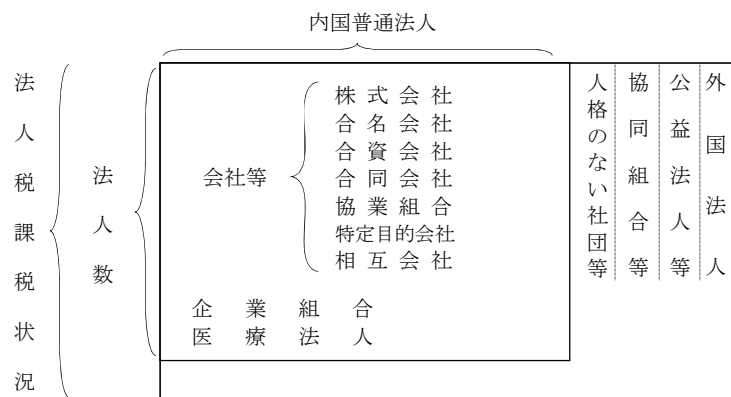 内国普通法人
法人税課税状況
法人数
会社等
株式会社
合名会社
合資会社
合同会社
協業組合
特定目的会社
相互会社
企業組合
医療法人
人格のない社団等
協同組合等
公益法人等
外国法人